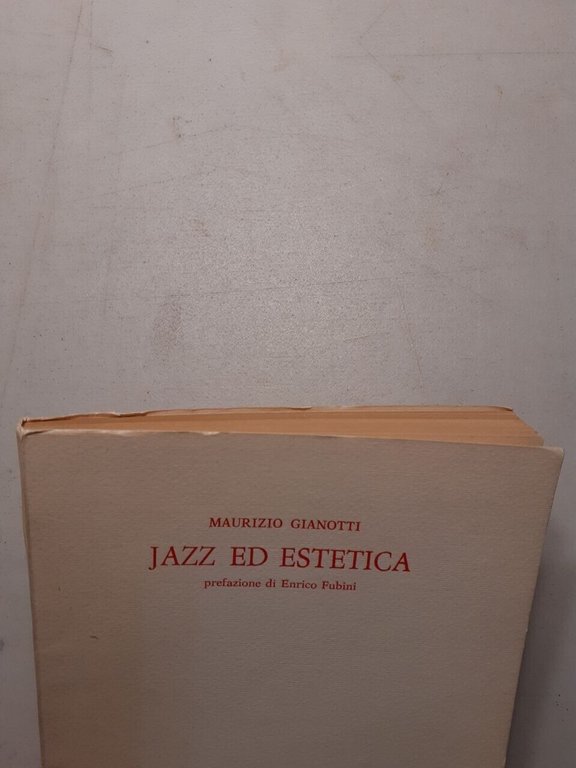 MAURIZIO GIANOTTI
JAZZ ED ESTETICA
prefazione di Enrico Fubini